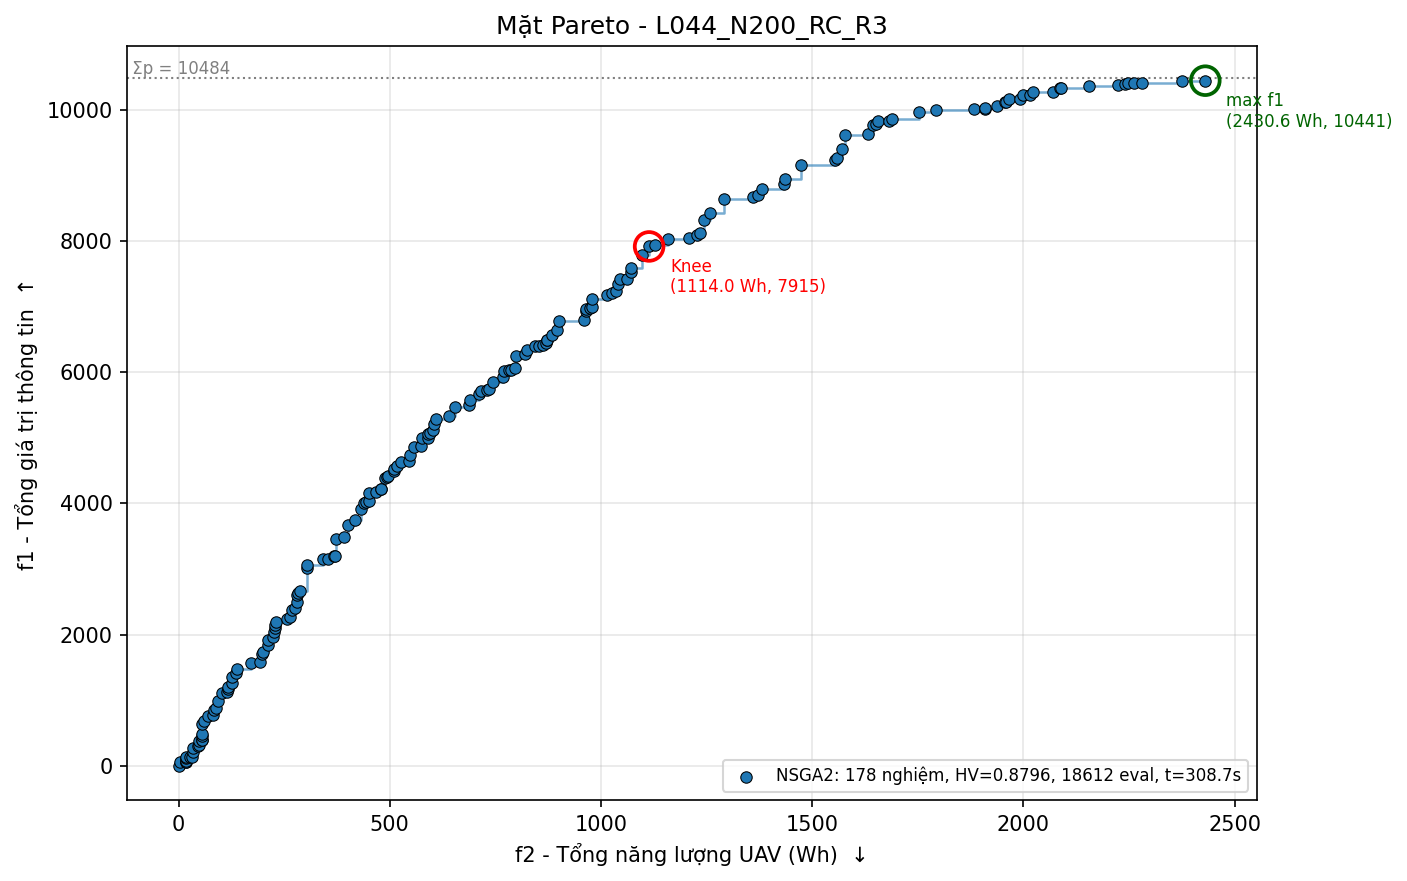 Mặt Pareto - L044_N200_RC_R3
Σp = 10484
max f1
(2430.6 Wh, 10441)
Knee
(1114.0 Wh, 7915)
f1 - Tổng giá trị thông tin ↑
10000
8000
6000
4000
2000
0
NSGA2: 178 nghiệm, HV=0.8796, 18612 eval, t=308.7s
0 500 1000 1500 2000 2500
f2 - Tổng năng lượng UAV (Wh) ↓